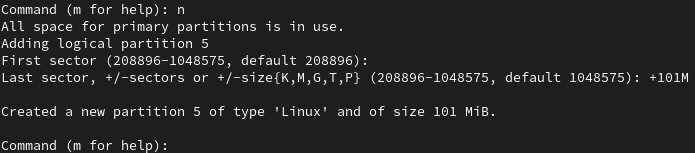 Command (m for help): n
All space for primary partitions is in use.
Adding logical partition 5
First sector (208896-1048575, default 208896):
Last sector, +/-sectors or +/-size{K,M,G,T,P} (208896-1048575, default 1048575): +101M
Created a new partition 5 of type 'Linux' and of size 101 MiB.
Command (m for help):